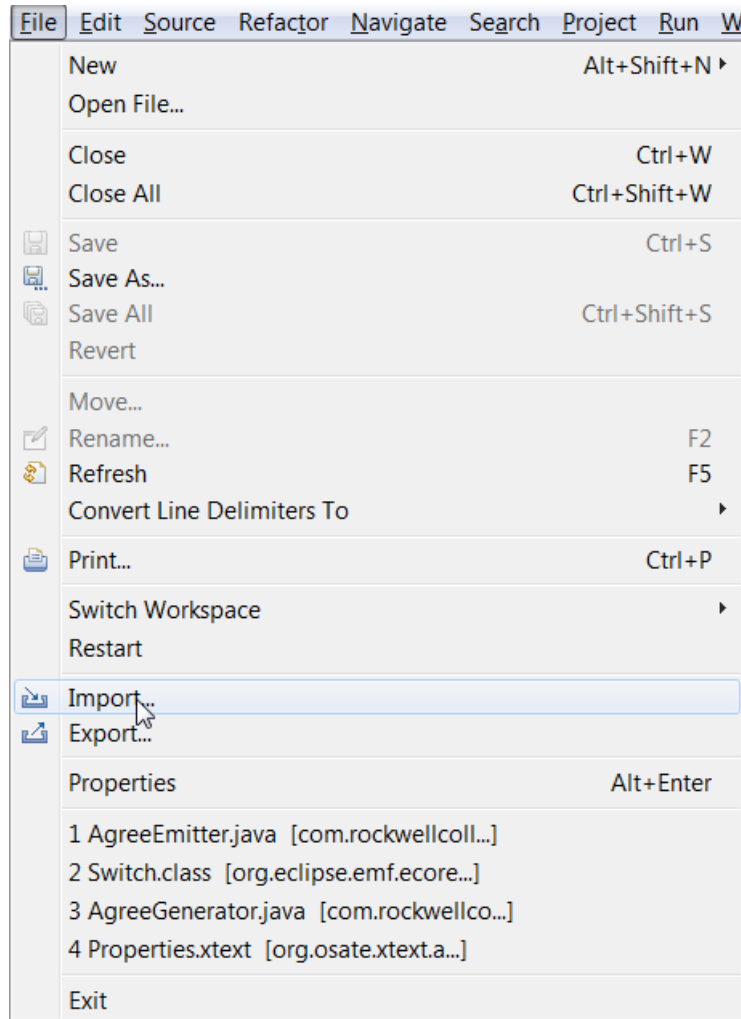 File Edit Source Refactor Navigate Search Project Run W
New Alt+Shift+N
Open File...
Close Ctrl+W
Close All Ctrl+Shift+W
Save Ctrl+S
Save As...
Save All Ctrl+Shift+S
Revert
Move...
Rename... F2
Refresh F5
Convert Line Delimiters To
Print... Ctrl+P
Switch Workspace
Restart
Import...
Export...
Properties Alt+Enter
1 AgreeEmitter.java [com.rockwellcoll...]
2 Switch.class [org.eclipse.emf.ecore...]
3 AgreeGenerator.java [com.rockwellco...]
4 Properties.xtext [org.osate.xtext.a...]
Exit